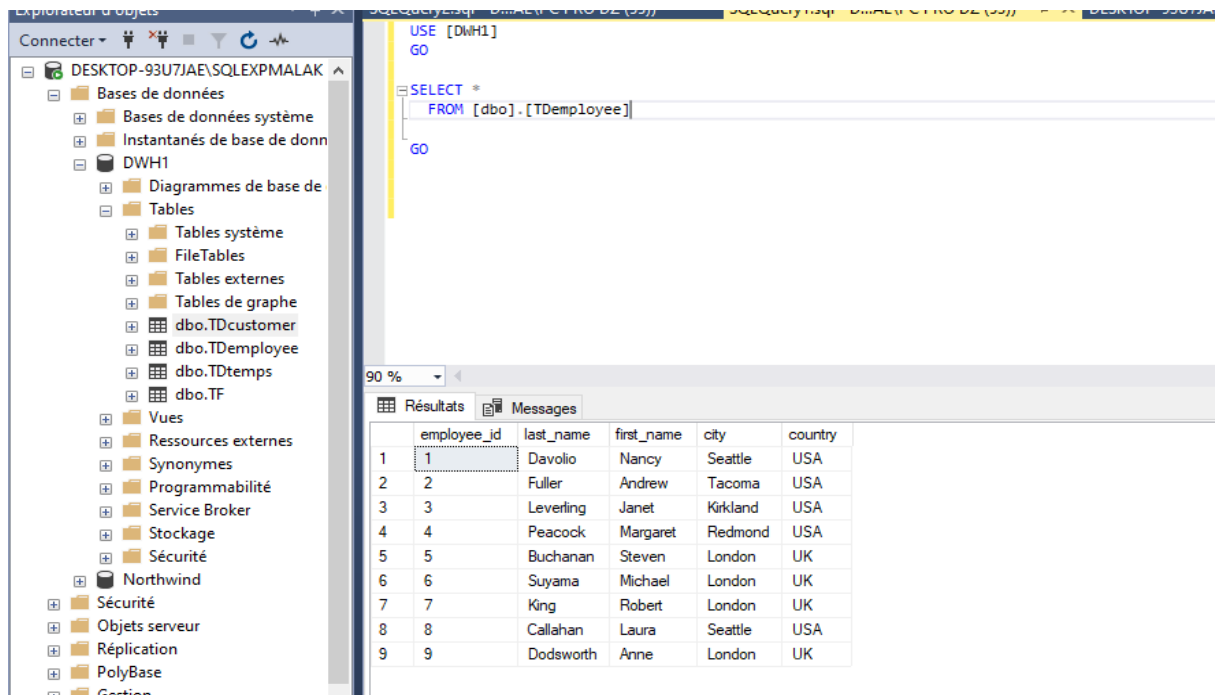 Explorateur d'objets
Connecter
DESKTOP-93U7JAE\SQLEXPMALAK
Bases de données
Bases de données système
Instantanés de base de donn
DWH1
Diagrammes de base de
Tables
Tables système
FileTables
Tables externes
Tables de graphe
dbo.TDcustomer
dbo.TDemployee
dbo.TDtemps
dbo.TF
Vues
Ressources externes
Synonymes
Programmabilité
Service Broker
Stockage
Sécurité
Northwind
Sécurité
Objets serveur
Réplication
PolyBase
Gestion
USE [DWH1]
GO
SELECT *
FROM [dbo].[TDemployee]
GO
90 %
Résultats Messages
employee_id last_name first_name city country
1 1 Davolio Nancy Seattle USA
2 2 Fuller Andrew Tacoma USA
3 3 Leverling Janet Kirkland USA
4 4 Peacock Margaret Redmond USA
5 5 Buchanan Steven London UK
6 6 Suyama Michael London UK
7 7 King Robert London UK
8 8 Callahan Laura Seattle USA
9 9 Dodsworth Anne London UK